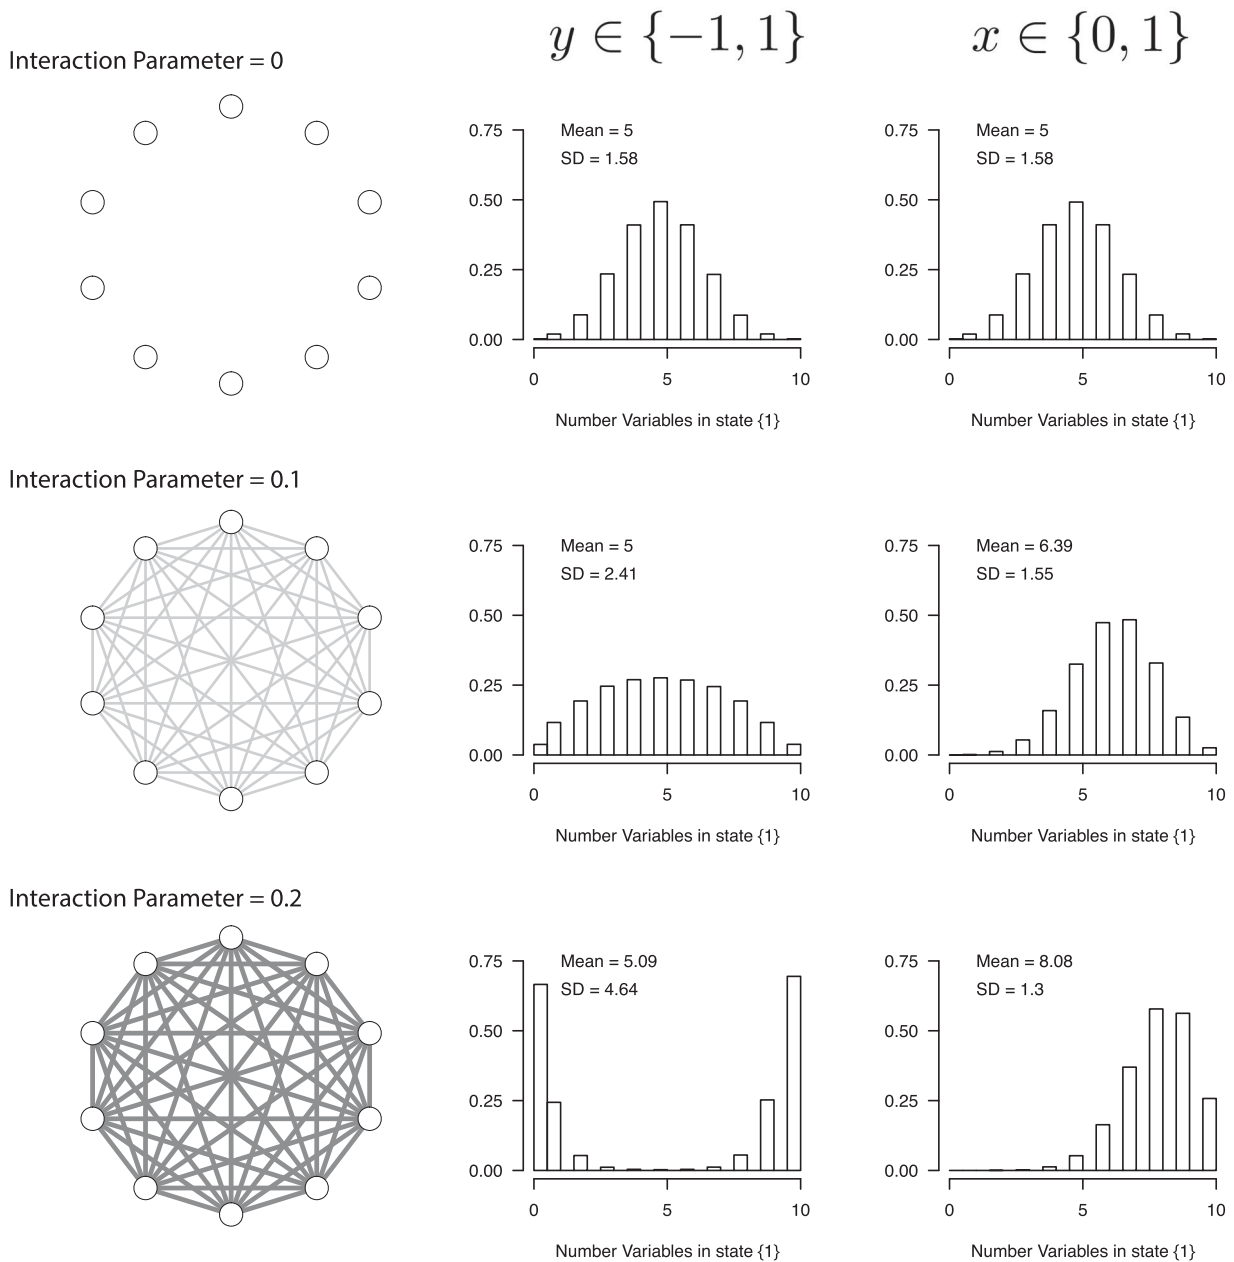 y ∈ {−1, 1}
x ∈ {0, 1}
Interaction Parameter = 0
0.75
0.50
0.25
0.00
Mean = 5
SD = 1.58
0 5 10
Number Variables in state {1}
0.75
0.50
0.25
0.00
Mean = 5
SD = 1.58
0 5 10
Number Variables in state {1}
Interaction Parameter = 0.1
0.75
0.50
0.25
0.00
Mean = 5
SD = 2.41
0 5 10
Number Variables in state {1}
0.75
0.50
0.25
0.00
Mean = 6.39
SD = 1.55
0 5 10
Number Variables in state {1}
Interaction Parameter = 0.2
0.75
0.50
0.25
0.00
Mean = 5.09
SD = 4.64
0 5 10
Number Variables in state {1}
0.75
0.50
0.25
0.00
Mean = 8.08
SD = 1.3
0 5 10
Number Variables in state {1}